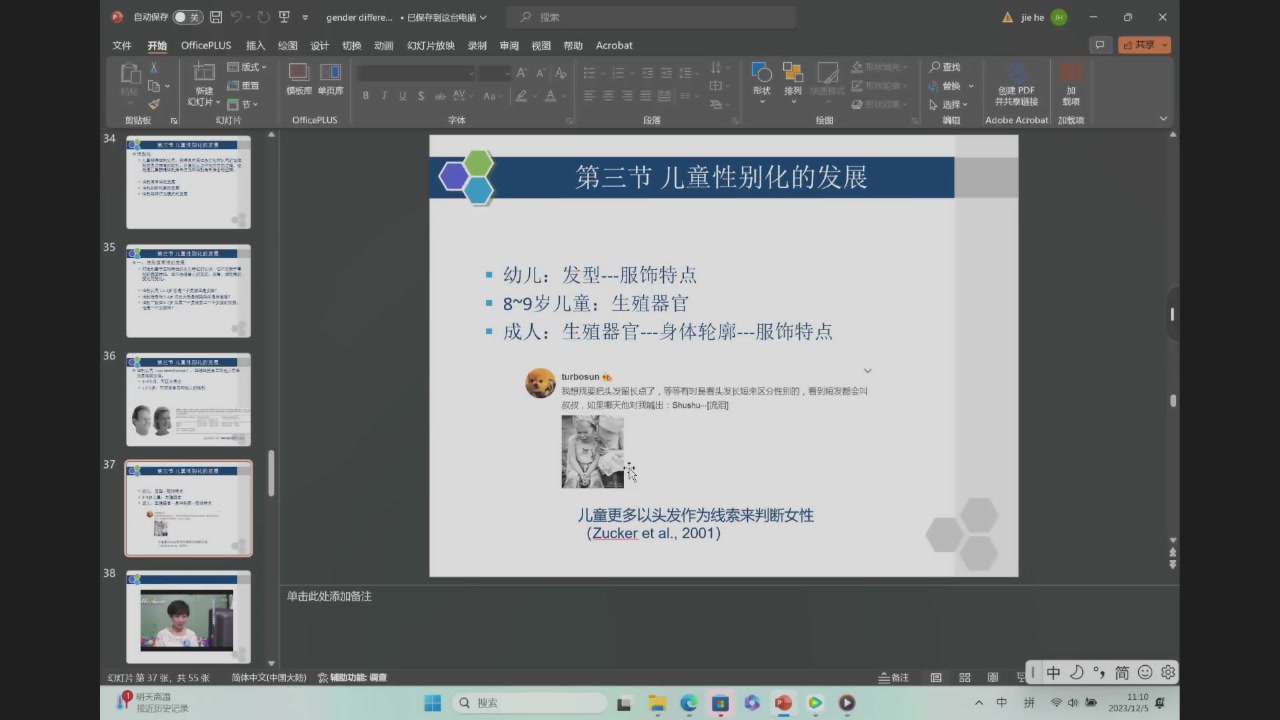 自动保存 关
gender differe... • 已保存到这台电脑
搜索
jie he
JH
文件 开始 OfficePLUS 插入 绘图 设计 切换 动画 幻灯片放映 录制 审阅 视图 帮助 Acrobat
共享
粘贴
新建
幻灯片
版式
重置
节
模板库 单页库
B I U S ab AV Aa
形状 排列 快速样式
形状填充
形状轮廓
形状效果
查找
替换
选择
创建 PDF
并共享链接
加
载项
剪贴板 幻灯片 OfficePLUS 字体 段落 绘图 编辑 Adobe Acrobat 加载项
34
35
36
37
38
第三节 儿童性别化的发展
幼儿：发型---服饰特点
8~9岁儿童：生殖器官
成人：生殖器官---身体轮廓---服饰特点
turbosun
我想我要把头发留长点了，等等有时是看头发长短来区分性别的，看到短发都会叫
叔叔，如果哪天他对我喊出：Shushu--[流泪]
儿童更多以头发作为线索来判断女性
（Zucker et al., 2001）
单击此处添加备注
幻灯片 第 37 张，共 55 张 简体中文(中国大陆) 辅助功能: 调查
备注
中 简
1
明天高温
接近历史记录
搜索
中 拼
11:10
2023/12/5